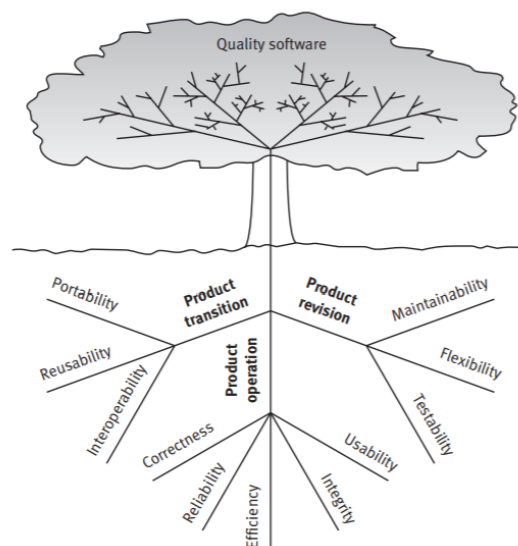 Quality software
Portability
Product
transition
Product
revision
Maintainability
Reusability
Interoperability
Product
operation
Flexibility
Testability
Correctness
Reliability
Efficiency
Integrity
Usability